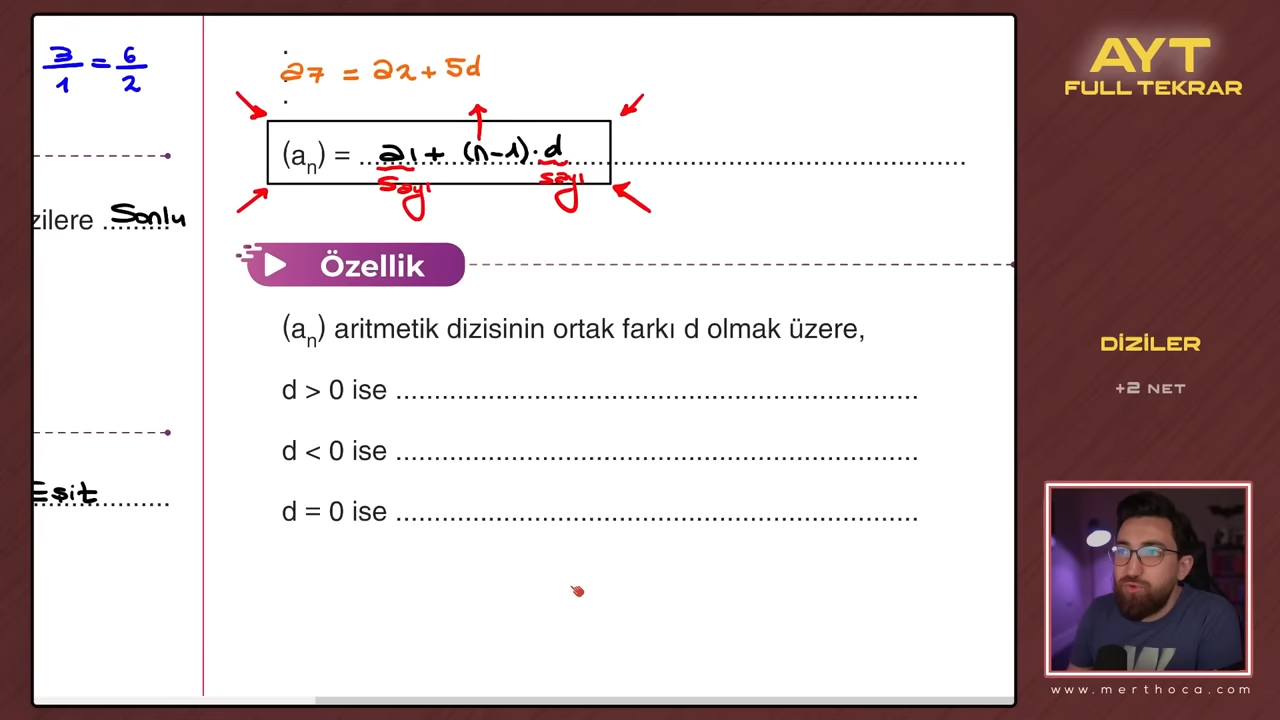 3/1 = 6/2
zilere ........ Sonlu
Eşit ..................
a7 = a2 + 5d
(an) = a1 + (n-1)·d
sayı sayı
Özellik
(an) aritmetik dizisinin ortak farkı d olmak üzere,
d > 0 ise ....................................................................
d < 0 ise ....................................................................
d = 0 ise ....................................................................
AYT
FULL TEKRAR
DİZİLER
+2 NET
www.merthoca.com